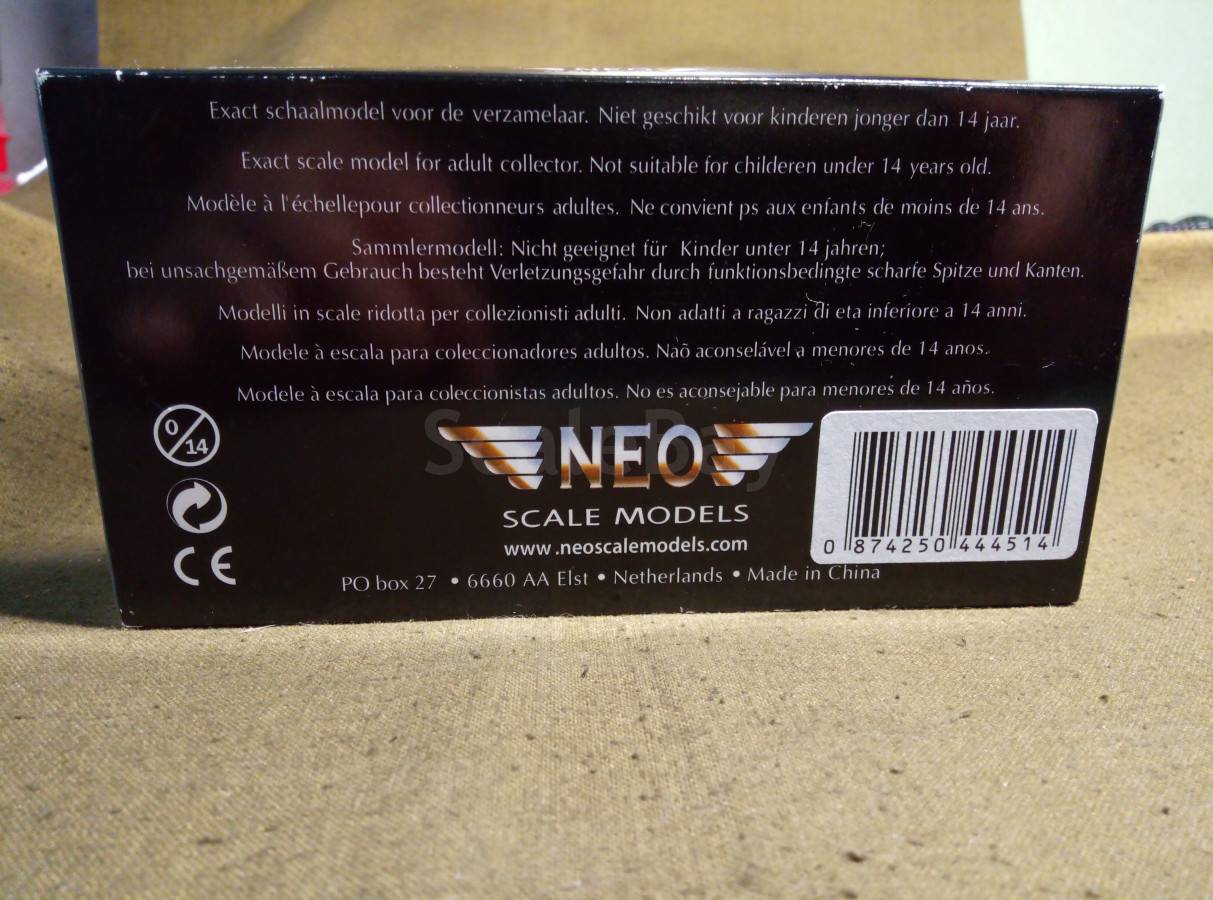 Exact schaalmodel voor de verzamelaar. Niet geschikt voor kinderen jonger dan 14 jaar.
Exact scale model for adult collector. Not suitable for childeren under 14 years old.
Modèle à l'échellepour collectionneurs adultes. Ne convient ps aux enfants de moins de 14 ans.
Sammlermodell: Nicht geeignet für Kinder unter 14 jahren;
bei unsachgemäßem Gebrauch besteht Verletzungsgefahr durch funktionsbedingte scharfe Spitze und Kanten.
Modelli in scale ridotta per collezionisti adulti. Non adatti a ragazzi di eta inferiore a 14 anni.
Modele à escala para coleccionadores adultos. Não aconselável a menores de 14 anos.
Modele à escala para coleccionistas adultos. No es aconsejable para menores de 14 años.
0/14
ScaleBay
NEO
SCALE MODELS
www.neoscalemodels.com
CE
PO box 27 • 6660 AA Elst • Netherlands • Made in China
0 874250 444514